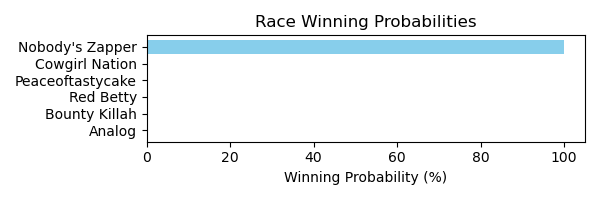 Race Winning Probabilities
Nobody's Zapper
Cowgirl Nation
Peaceoftastycake
Red Betty
Bounty Killah
Analog
0 20 40 60 80 100
Winning Probability (%)